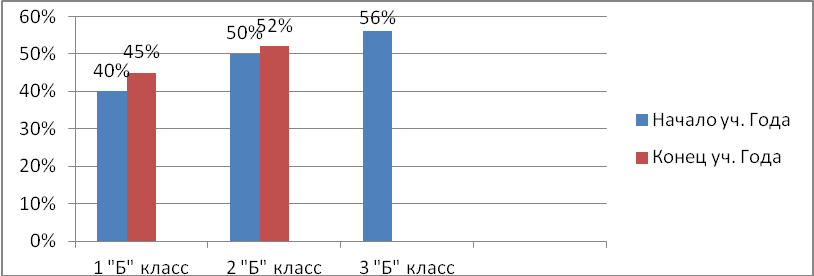 60%
50%
40%
30%
20%
10%
0%
40%
45%
50%
52%
56%
1 "Б" класс
2 "Б" класс
3 "Б" класс
Начало уч. Года
Конец уч. Года